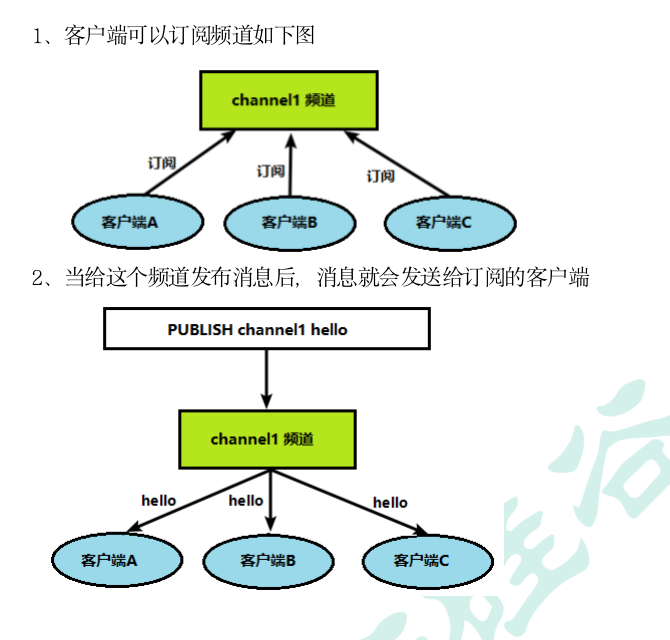 1、客户端可以订阅频道如下图
channel1 频道
订阅 订阅 订阅
客户端A 客户端B 客户端C
2、当给这个频道发布消息后，消息就会发送给订阅的客户端
PUBLISH channel1 hello
channel1 频道
hello hello hello
客户端A 客户端B 客户端C